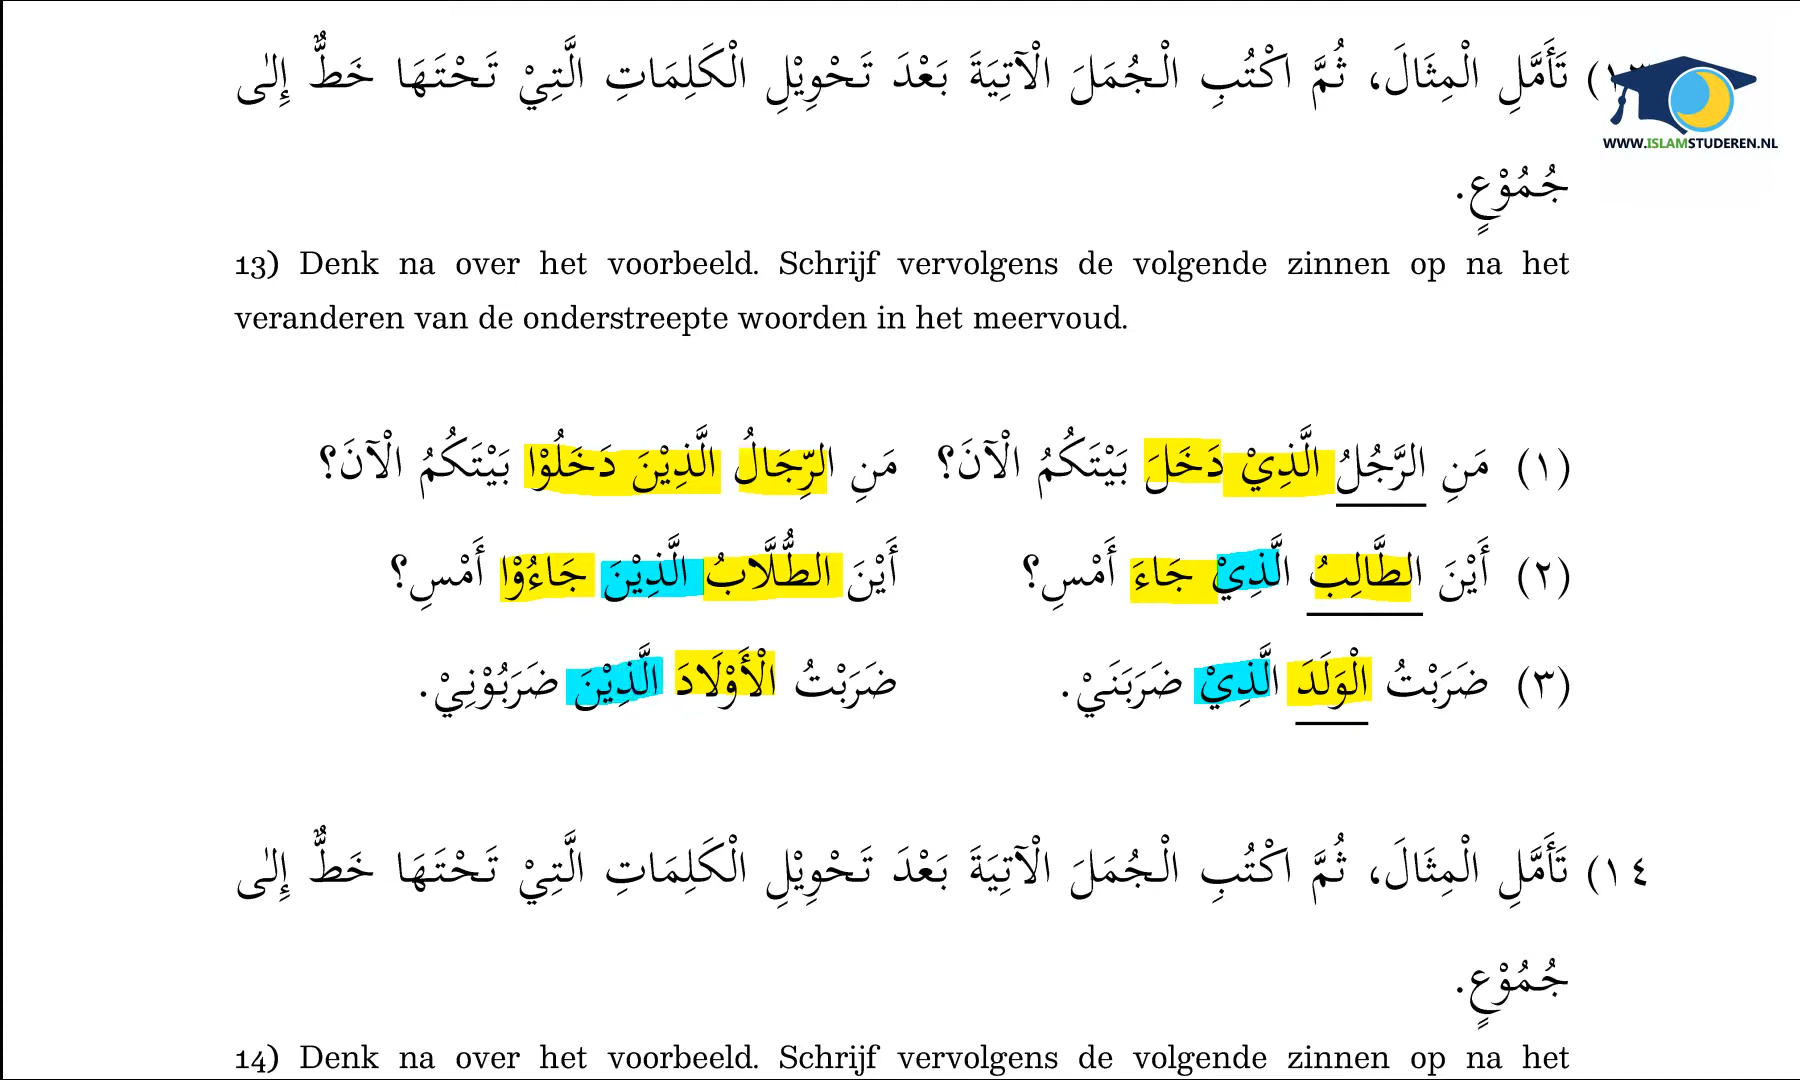 ١٣) تَأَمَّلِ الْمِثَالَ، ثُمَّ اكْتُبِ الْجُمَلَ الْآتِيَةَ بَعْدَ تَحْوِيْلِ الْكَلِمَاتِ الَّتِيْ تَحْتَهَا خَطٌّ إِلٰى
WWW.ISLAMSTUDEREN.NL
جُمُوْعٍ.
13) Denk na over het voorbeeld. Schrijf vervolgens de volgende zinnen op na het
veranderen van de onderstreepte woorden in het meervoud.
(١) مَنِ الرَّجُلُ الَّذِيْ دَخَلَ بَيْتَكُمُ الْآنَ؟ مَنِ الرِّجَالُ الَّذِيْنَ دَخَلُوْا بَيْتَكُمُ الْآنَ؟
(٢) أَيْنَ الطَّالِبُ الَّذِيْ جَاءَ أَمْسِ؟ أَيْنَ الطُّلَّابُ الَّذِيْنَ جَاءُوْا أَمْسِ؟
(٣) ضَرَبْتُ الْوَلَدَ الَّذِيْ ضَرَبَنَيْ. ضَرَبْتُ الْأَوْلَادَ الَّذِيْنَ ضَرَبُوْنِيْ.
١٤) تَأَمَّلِ الْمِثَالَ، ثُمَّ اكْتُبِ الْجُمَلَ الْآتِيَةَ بَعْدَ تَحْوِيْلِ الْكَلِمَاتِ الَّتِيْ تَحْتَهَا خَطٌّ إِلٰى
جُمُوْعٍ.
14) Denk na over het voorbeeld. Schrijf vervolgens de volgende zinnen op na het